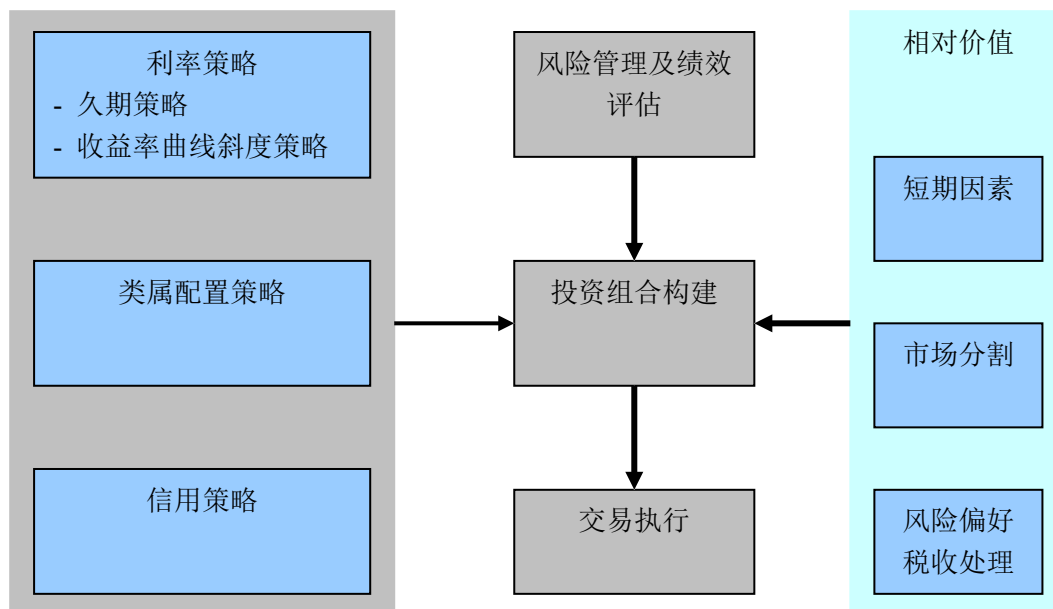 利率策略
- 久期策略
- 收益率曲线斜度策略
类属配置策略
信用策略
风险管理及绩效
评估
投资组合构建
交易执行
相对价值
短期因素
市场分割
风险偏好
税收处理